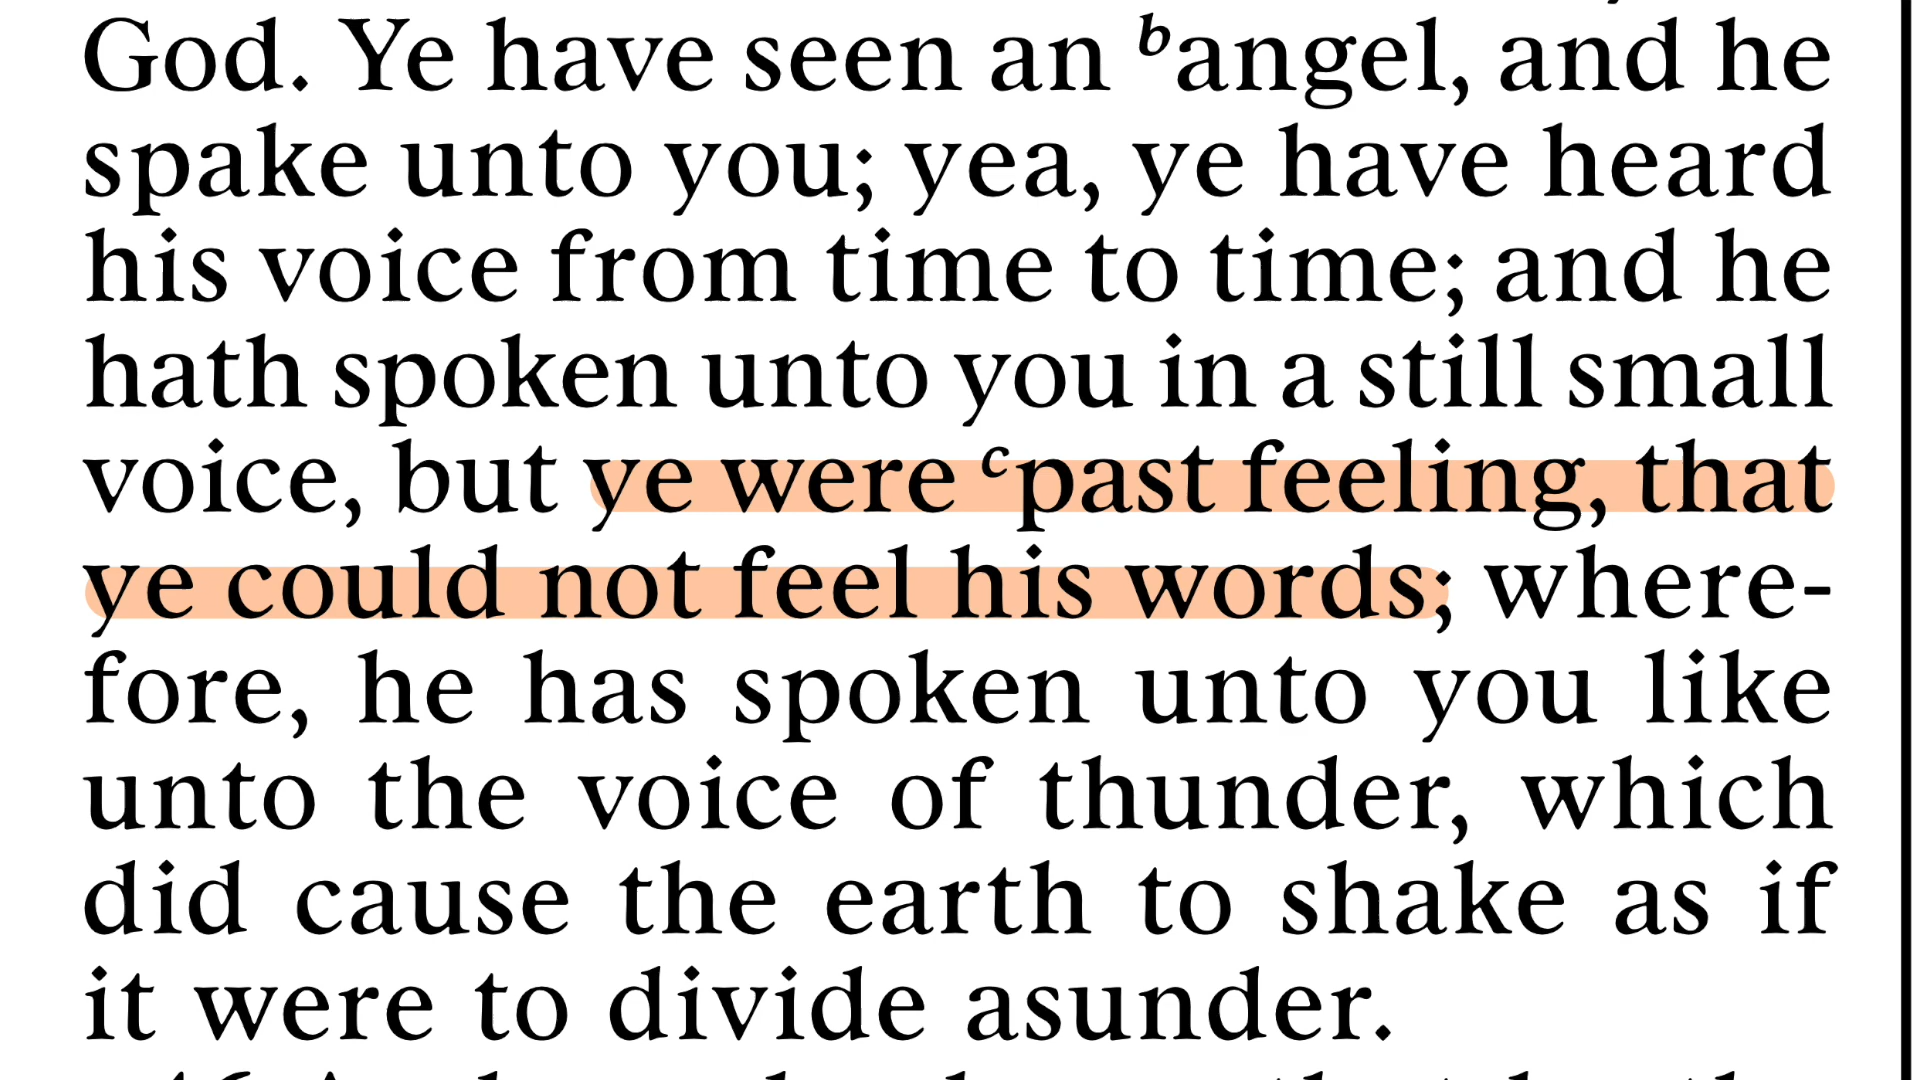 God. Ye have seen an ᵇangel, and he
spake unto you; yea, ye have heard
his voice from time to time; and he
hath spoken unto you in a still small
voice, but ye were ᶜpast feeling, that
ye could not feel his words; where-
fore, he has spoken unto you like
unto the voice of thunder, which
did cause the earth to shake as if
it were to divide asunder.